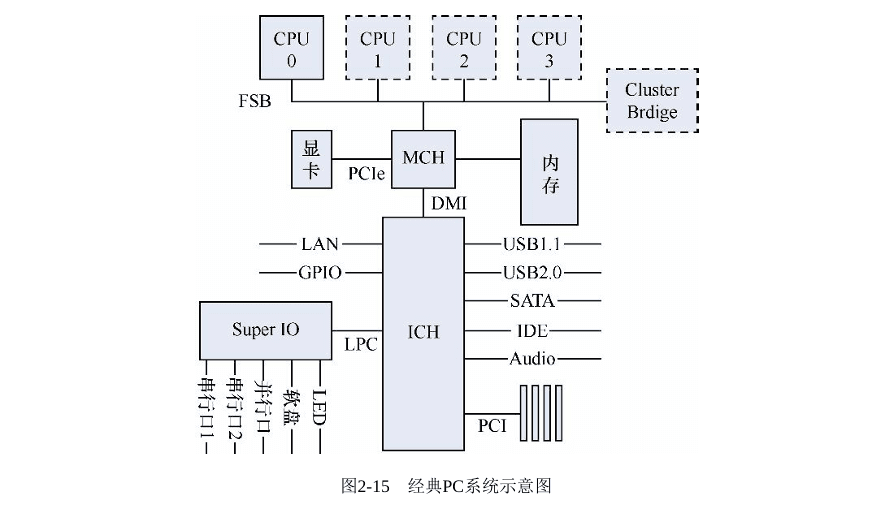 CPU
0
CPU
1
CPU
2
CPU
3
Cluster
Brdige
FSB
显
卡
PCIe
MCH
内
存
DMI
LAN
USB1.1
GPIO
USB2.0
SATA
Super IO
LPC
ICH
IDE
Audio
串行口1
串行口2
并行口
软盘
LED
PCI
图2-15 经典PC系统示意图